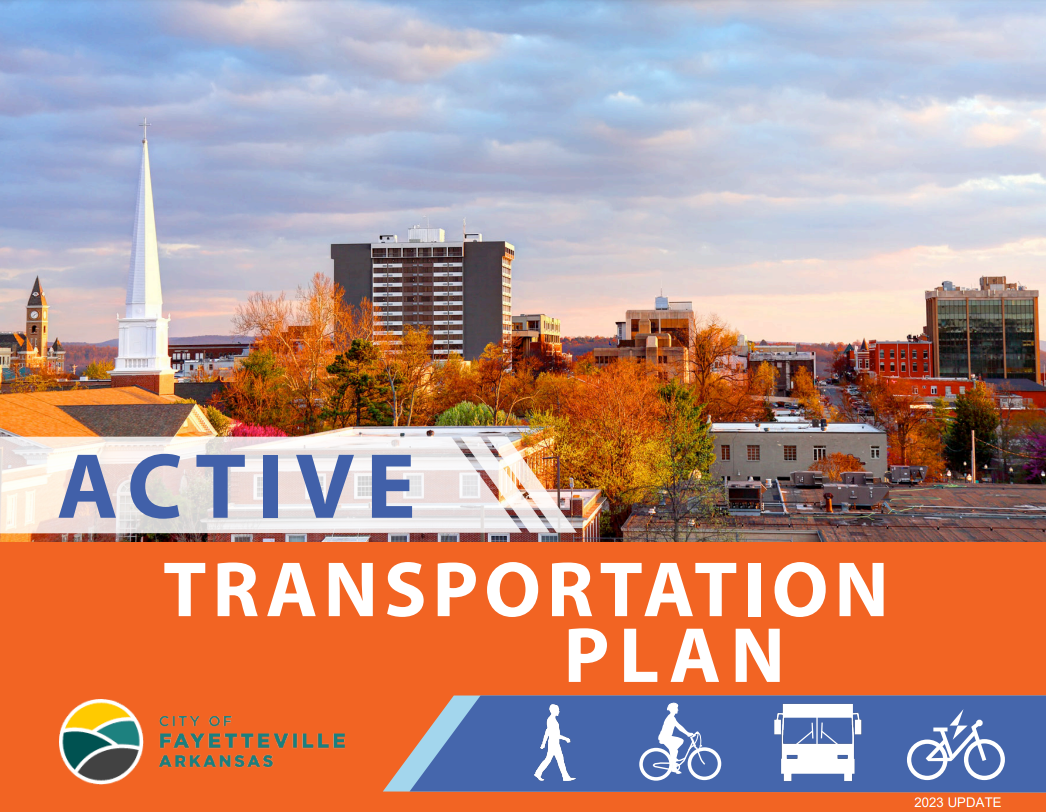 ACTIVE
TRANSPORTATION
PLAN
CITY OF
FAYETTEVILLE
ARKANSAS
2023 UPDATE